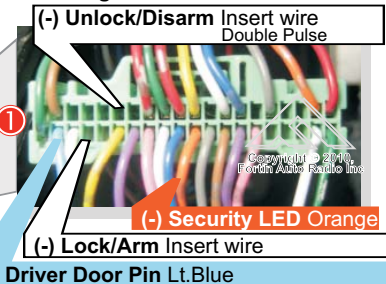 (-) Unlock/Disarm Insert wire
Double Pulse
1
Copyright © 2010,
Fortin Auto Radio Inc
(-) Security LED Orange
(-) Lock/Arm Insert wire
Driver Door Pin Lt.Blue